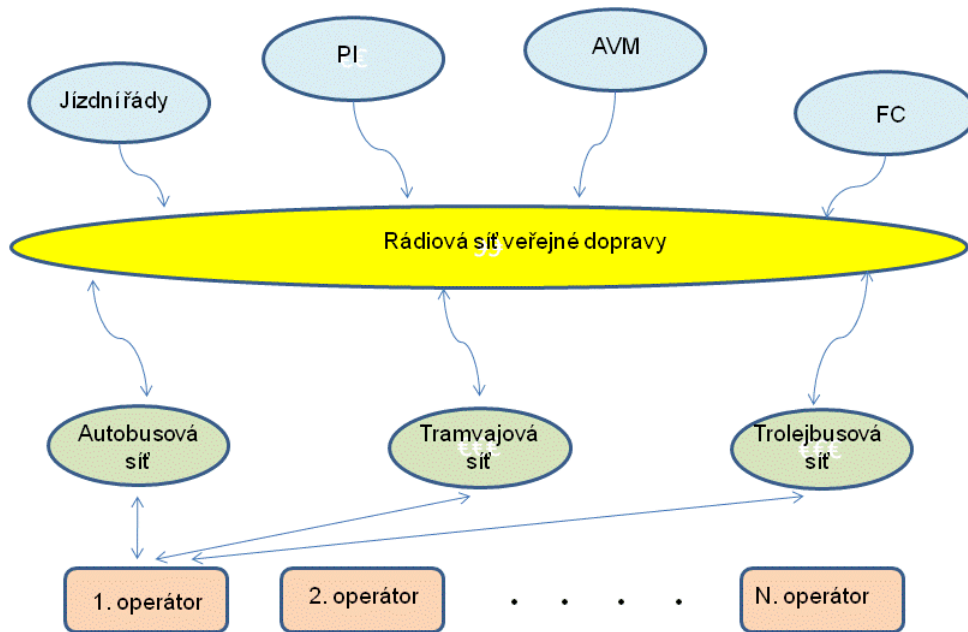 PI
AVM
Jízdní řády
FC
Rádiová síť veřejné dopravy
Autobusová
síť
Tramvajová
síť
Trolejbusová
síť
1. operátor
2. operátor
. . . .
N. operátor